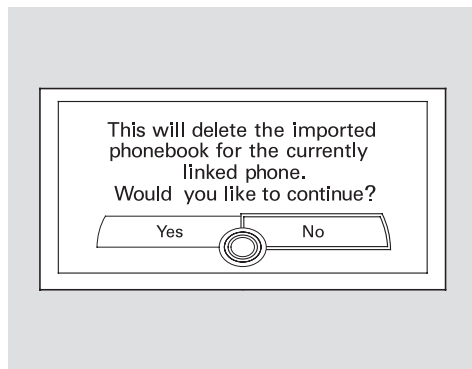 This will delete the imported
phonebook for the currently
linked phone.
Would you like to continue?
Yes No